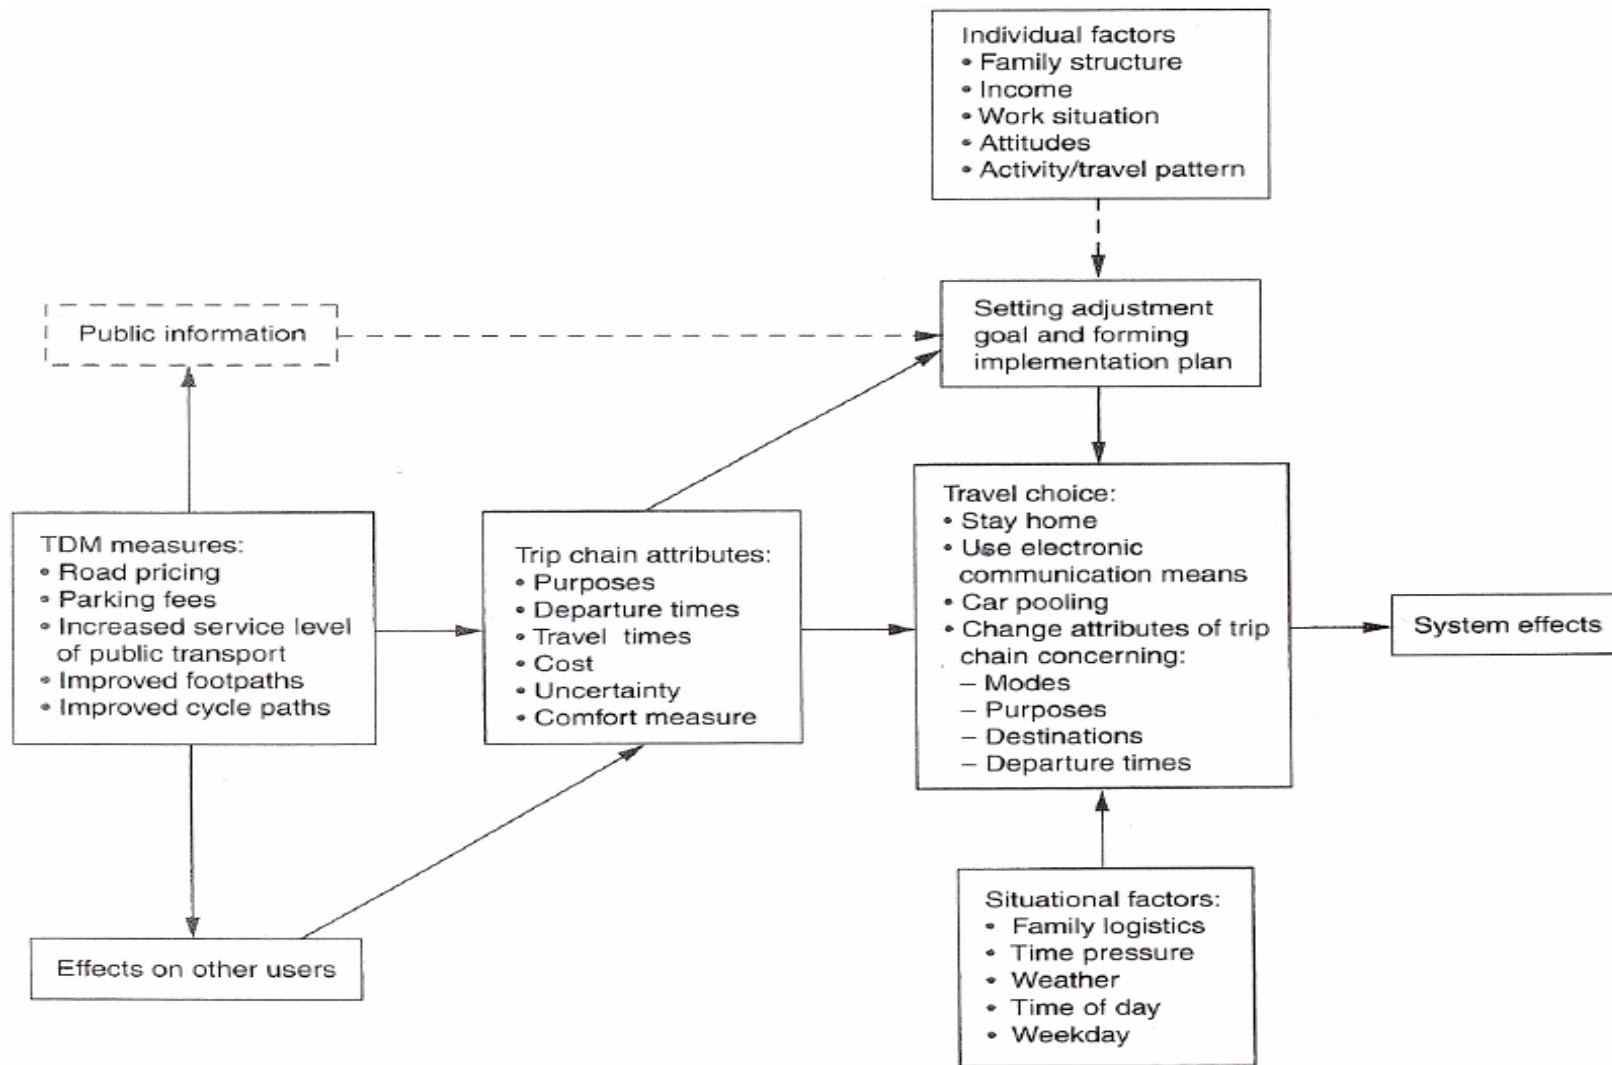 Individual factors
• Family structure
• Income
• Work situation
• Attitudes
• Activity/travel pattern
Public information
Setting adjustment
goal and forming
implementation plan
TDM measures:
• Road pricing
• Parking fees
• Increased service level
of public transport
• Improved footpaths
• Improved cycle paths
Trip chain attributes:
• Purposes
• Departure times
• Travel times
• Cost
• Uncertainty
• Comfort measure
Travel choice:
• Stay home
• Use electronic
communication means
• Car pooling
• Change attributes of trip
chain concerning:
– Modes
– Purposes
– Destinations
– Departure times
System effects
Effects on other users
Situational factors:
• Family logistics
• Time pressure
• Weather
• Time of day
• Weekday